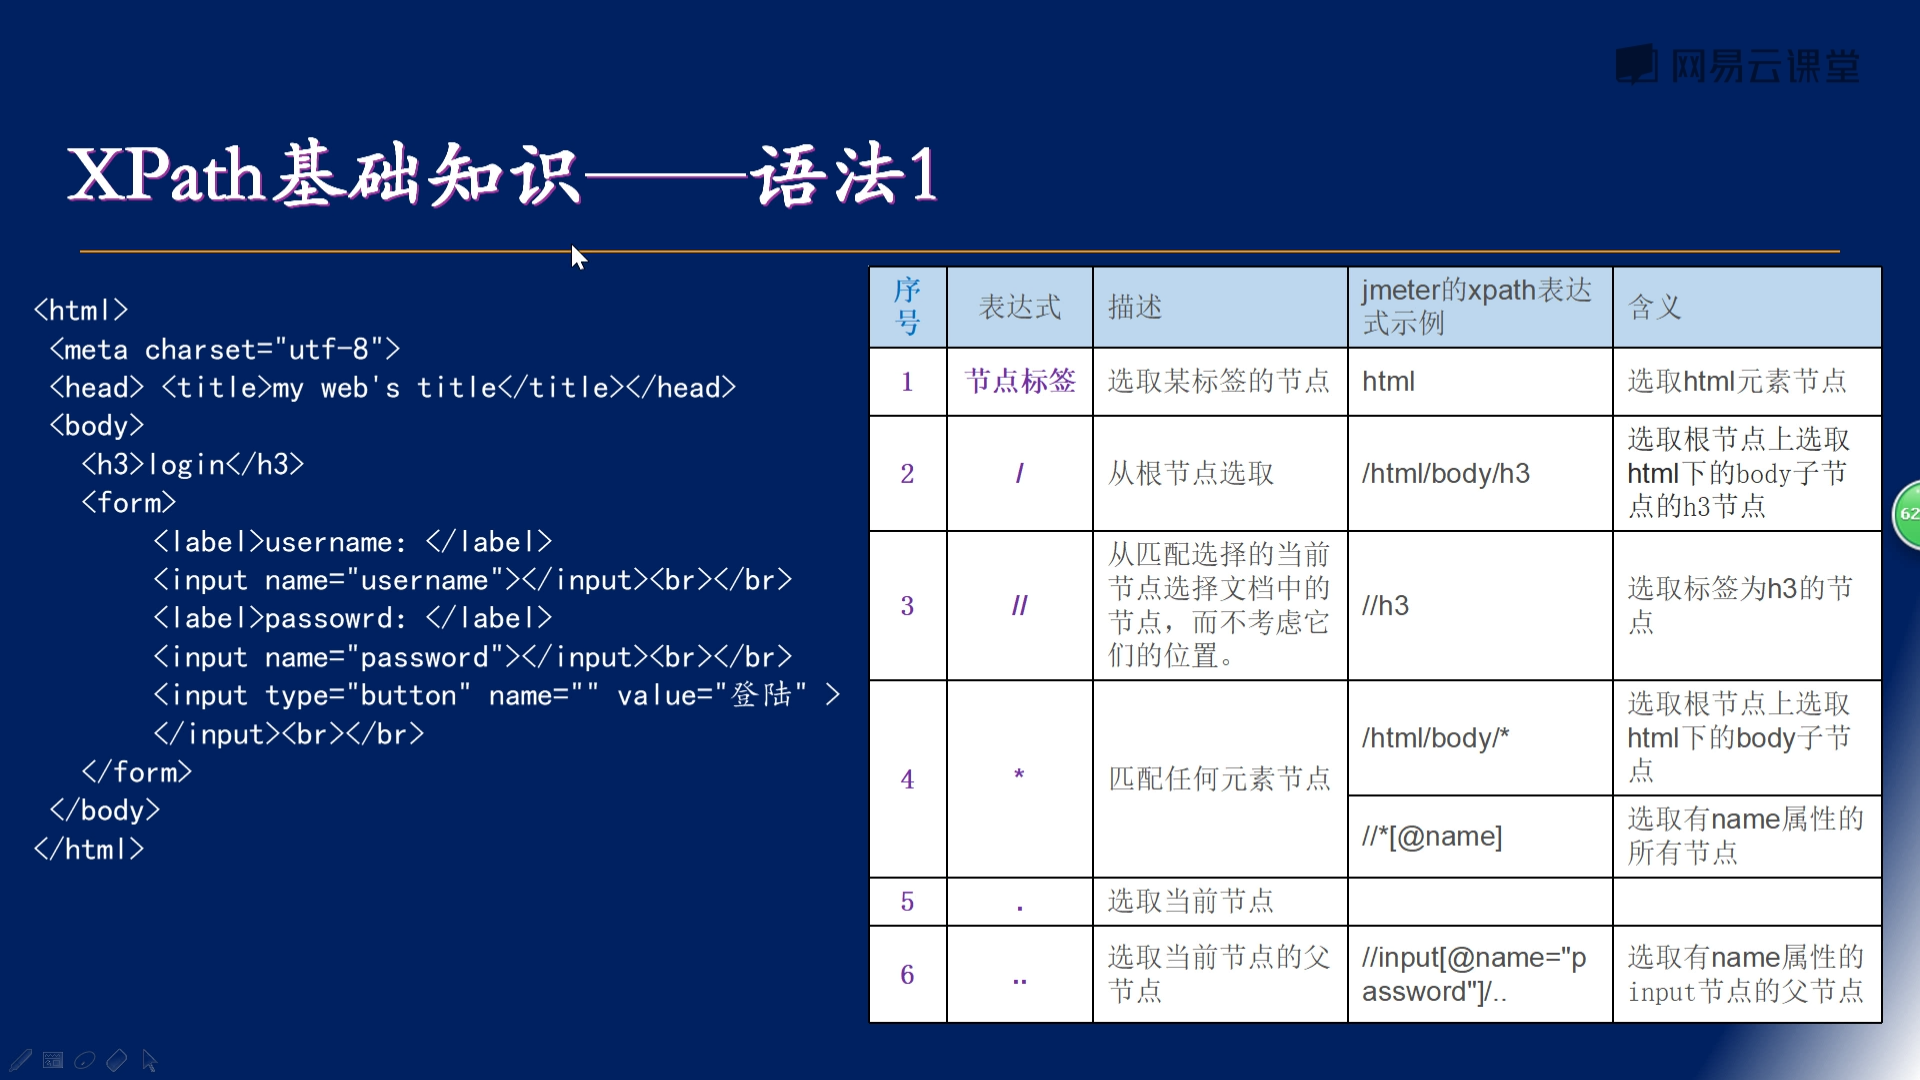 网易云课堂
XPath基础知识——语法1
<html>
<meta charset="utf-8">
<head> <title>my web's title</title></head>
<body>
<h3>login</h3>
<form>
<label>username: </label>
<input name="username"></input><br></br>
<label>passowrd: </label>
<input name="password"></input><br></br>
<input type="button" name="" value="登陆" >
</input><br></br>
</form>
</body>
</html>
序
号
表达式
描述
jmeter的xpath表达
式示例
含义
1
节点标签
选取某标签的节点
html
选取html元素节点
2
/
从根节点选取
/html/body/h3
选取根节点上选取
html下的body子节
点的h3节点
3
//
从匹配选择的当前
节点选择文档中的
节点，而不考虑它
们的位置。
//h3
选取标签为h3的节
点
4
*
匹配任何元素节点
/html/body/*
选取根节点上选取
html下的body子节
点
//*[@name]
选取有name属性的
所有节点
5
.
选取当前节点
6
..
选取当前节点的父
节点
//input[@name="p
assword"]/..
选取有name属性的
input节点的父节点
62